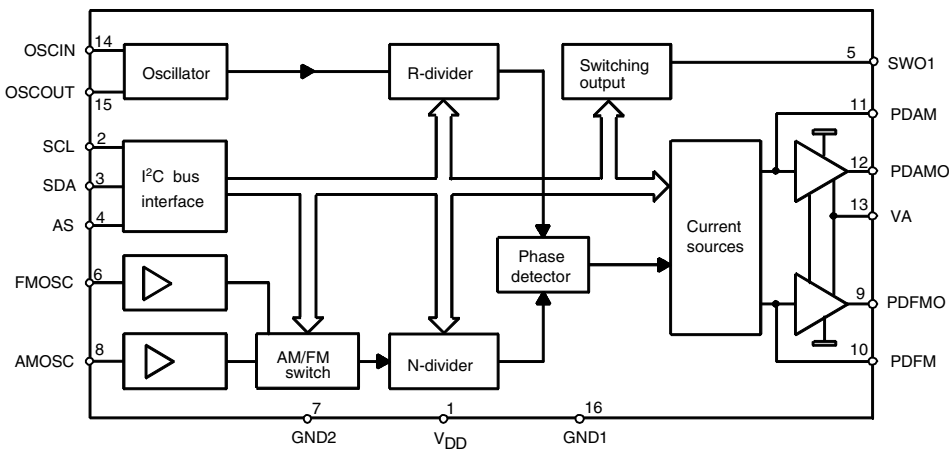 OSCIN
14
OSCOUT
15
Oscillator
R-divider
Switching
output
5
SWO1
11
PDAM
SCL
2
SDA
3
AS
4
I²C bus
interface
12
PDAMO
13
VA
Current
sources
Phase
detector
FMOSC
6
9
PDFMO
AMOSC
8
AM/FM
switch
N-divider
10
PDFM
7
GND2
1
VDD
16
GND1